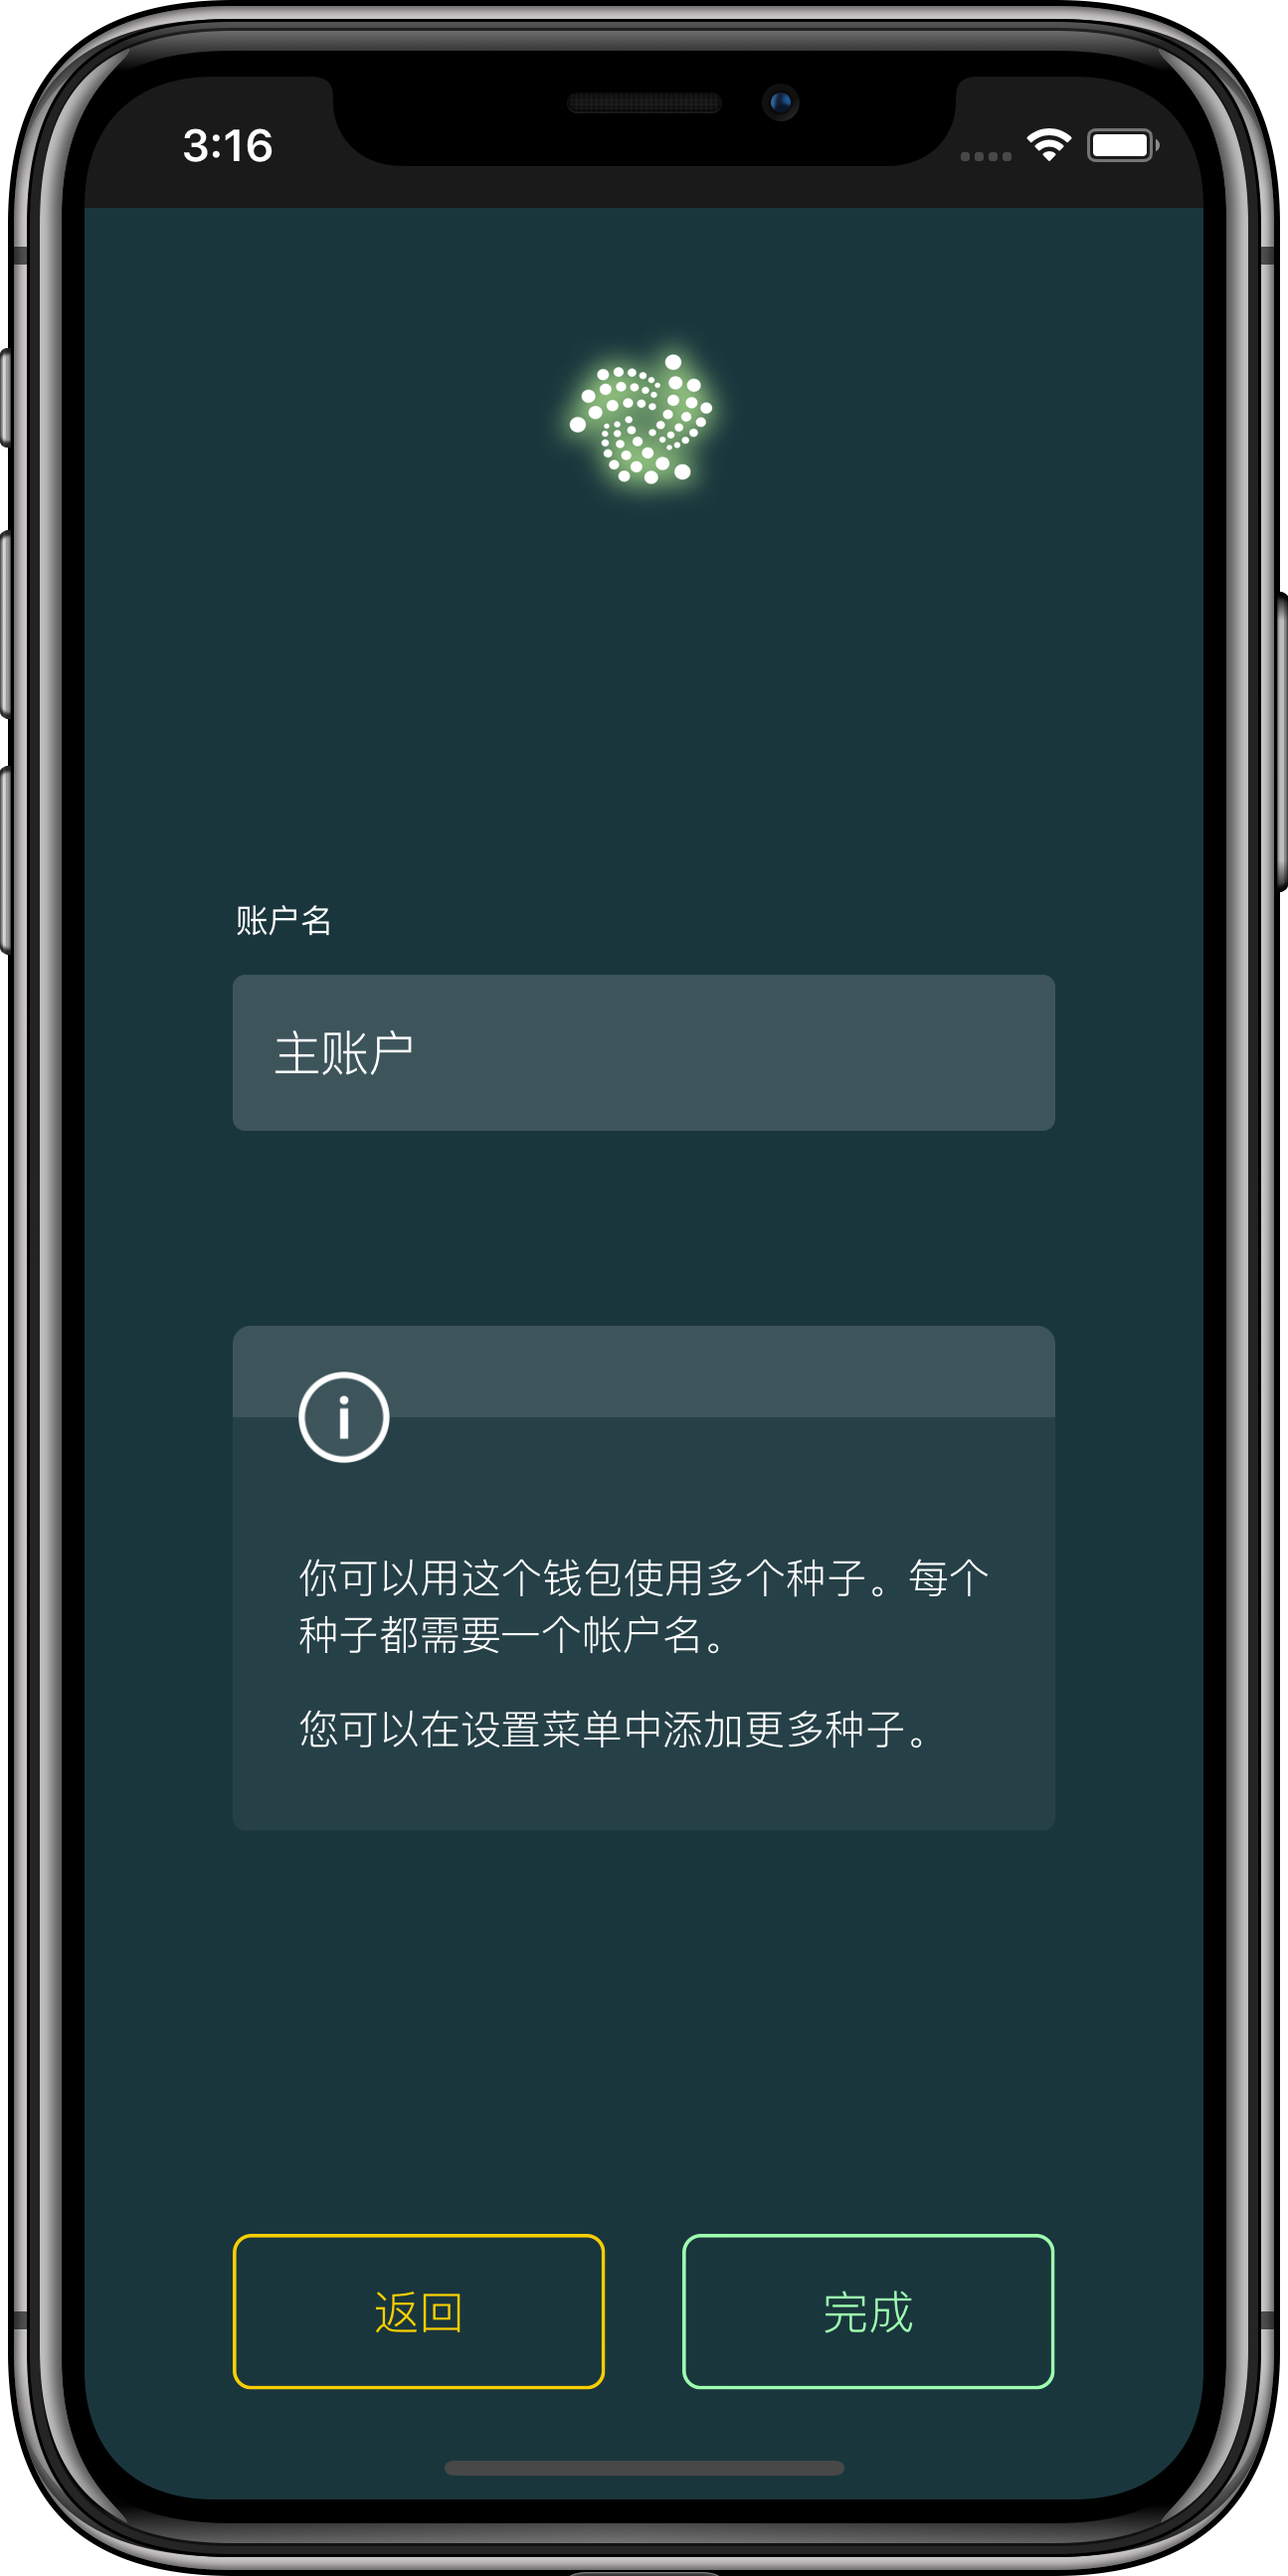 3:16
账户名
主账户
你可以用这个钱包使用多个种子。每个
种子都需要一个帐户名。
您可以在设置菜单中添加更多种子。
返回
完成